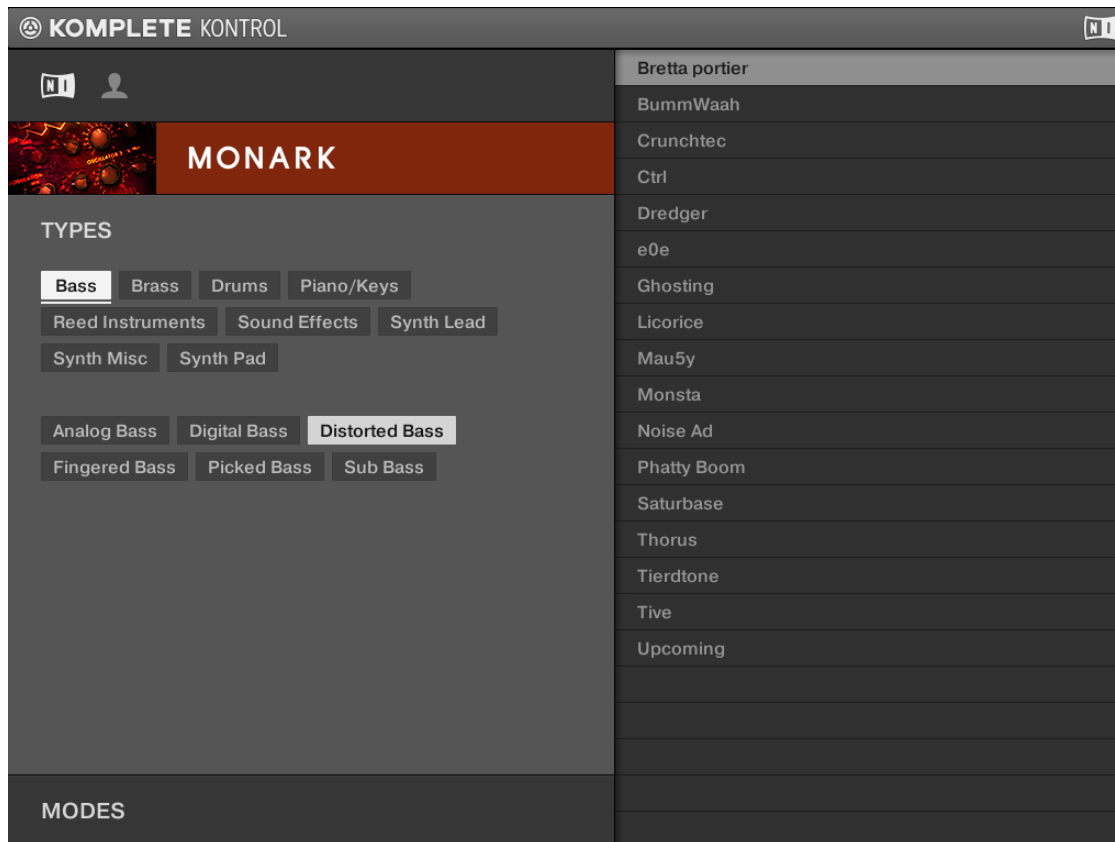 KOMPLETE KONTROL
NI
NI
MONARK
TYPES
Bass Brass Drums Piano/Keys
Reed Instruments Sound Effects Synth Lead
Synth Misc Synth Pad
Analog Bass Digital Bass Distorted Bass
Fingered Bass Picked Bass Sub Bass
MODES
Bretta portier
BummWaah
Crunchtec
Ctrl
Dredger
e0e
Ghosting
Licorice
Mau5y
Monsta
Noise Ad
Phatty Boom
Saturbase
Thorus
Tierdtone
Tive
Upcoming